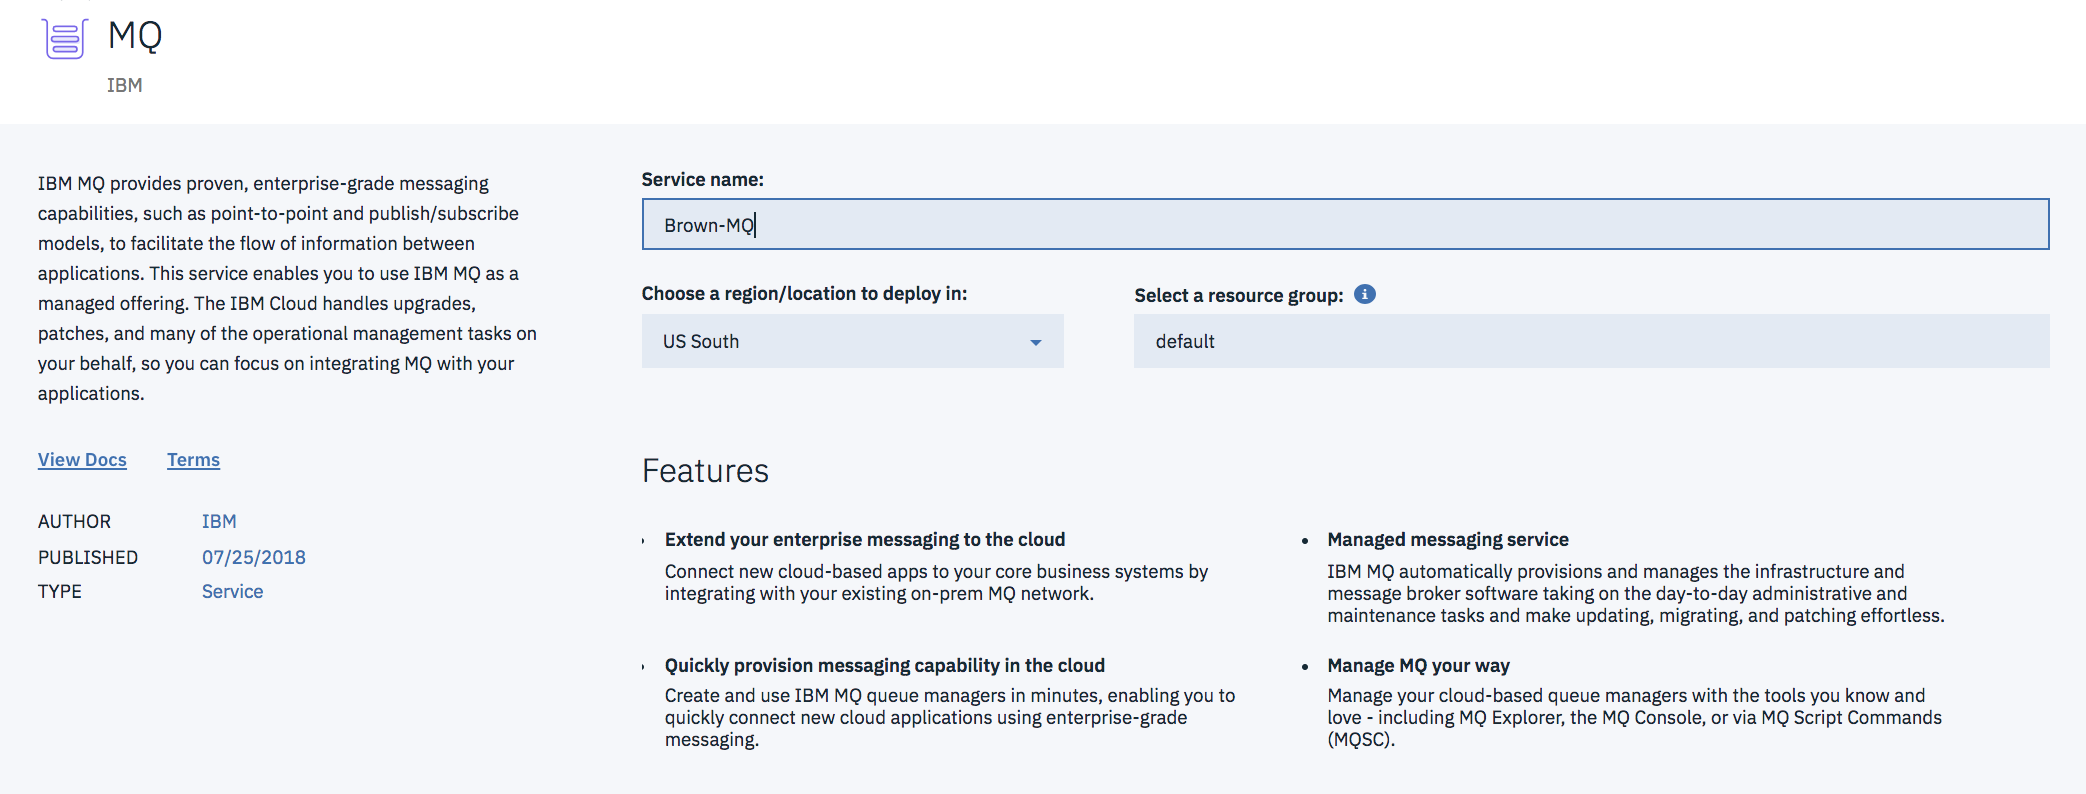 MQ
IBM
IBM MQ provides proven, enterprise-grade messaging
capabilities, such as point-to-point and publish/subscribe
models, to facilitate the flow of information between
applications. This service enables you to use IBM MQ as a
managed offering. The IBM Cloud handles upgrades,
patches, and many of the operational management tasks on
your behalf, so you can focus on integrating MQ with your
applications.
View Docs Terms
AUTHOR IBM
PUBLISHED 07/25/2018
TYPE Service
Service name:
Brown-MQ
Choose a region/location to deploy in:
US South
Select a resource group:
default
Features
Extend your enterprise messaging to the cloud
Connect new cloud-based apps to your core business systems by
integrating with your existing on-prem MQ network.
Managed messaging service
IBM MQ automatically provisions and manages the infrastructure and
message broker software taking on the day-to-day administrative and
maintenance tasks and make updating, migrating, and patching effortless.
Quickly provision messaging capability in the cloud
Create and use IBM MQ queue managers in minutes, enabling you to
quickly connect new cloud applications using enterprise-grade
messaging.
Manage MQ your way
Manage your cloud-based queue managers with the tools you know and
love - including MQ Explorer, the MQ Console, or via MQ Script Commands
(MQSC).